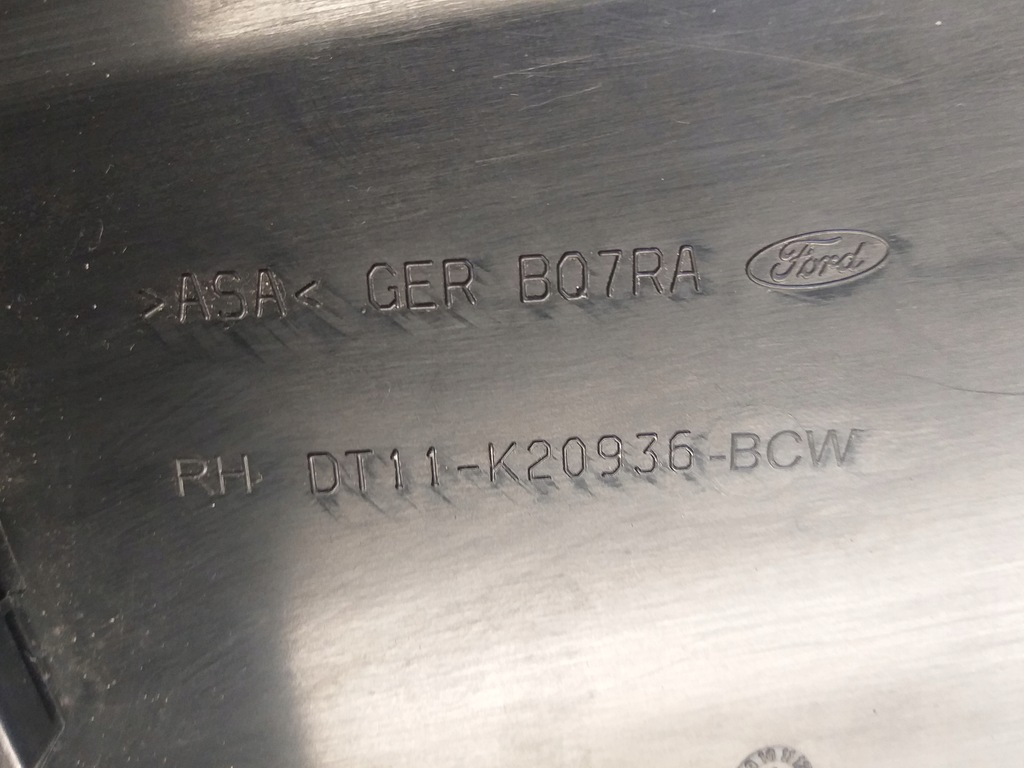 >ASA< GER BQ7RA Ford
RH DT11-K20936-BCW